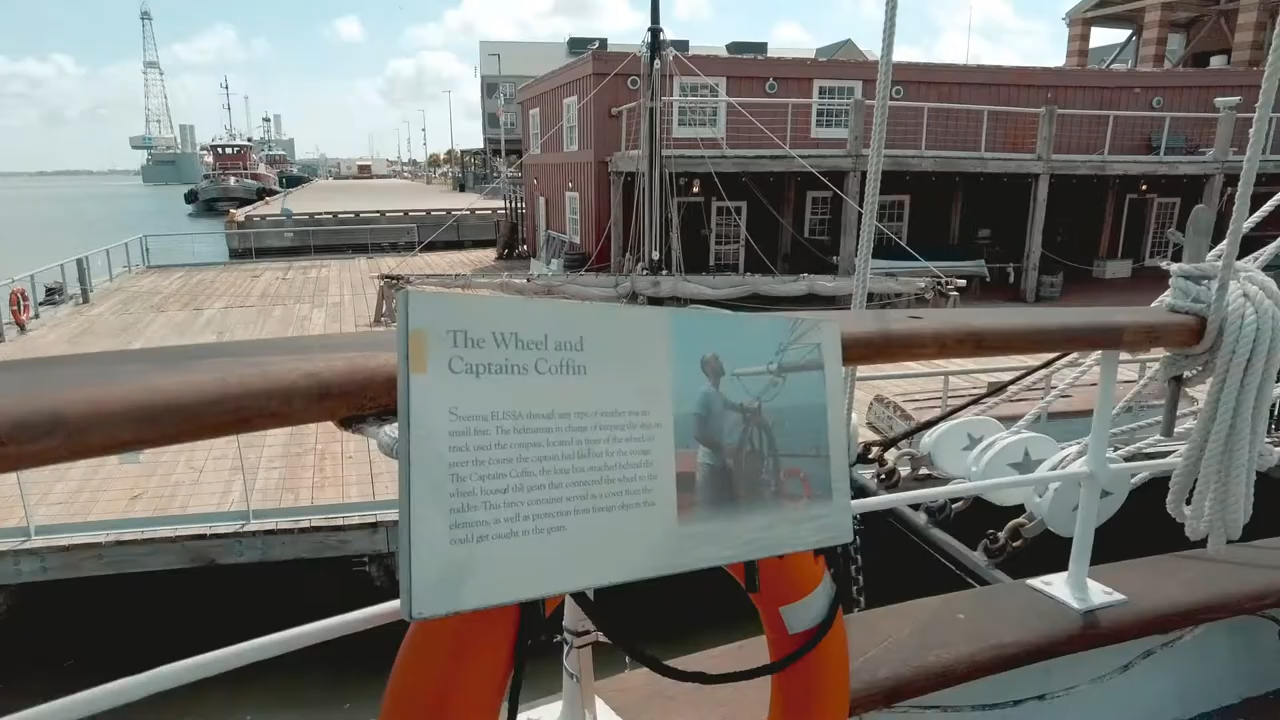 The Wheel and
Captains Coffin
Steering ELISSA through any type of weather was no
small feat. The helmsman in charge of keeping the ship on
track used the compass, located in front of the wheel, to
steer the course the captain had laid out for the voyage.
The Captains Coffin, the long box attached behind the
wheel, housed the gears that connected the wheel to the
rudder. This fancy container served as a cover from the
elements, as well as protection from foreign objects that
could get caught in the gears.